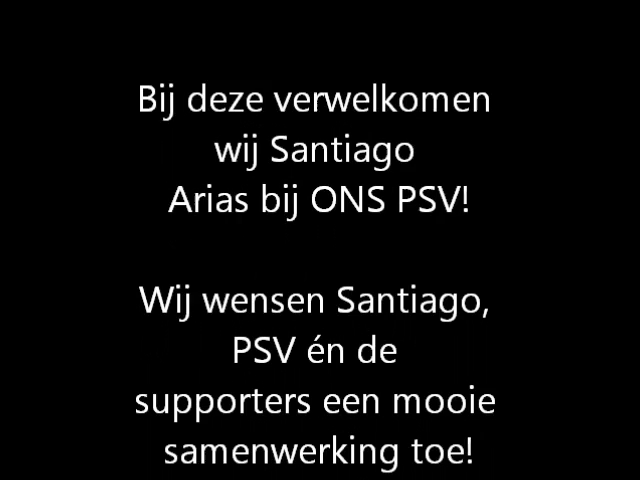 Bij deze verwelkomen
wij Santiago
Arias bij ONS PSV!
Wij wensen Santiago,
PSV én de
supporters een mooie
samenwerking toe!